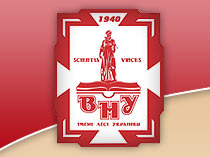 1940
SCIENTIA VINCES
ВНУ
ІМЕНІ ЛЕСІ УКРАЇНКИ